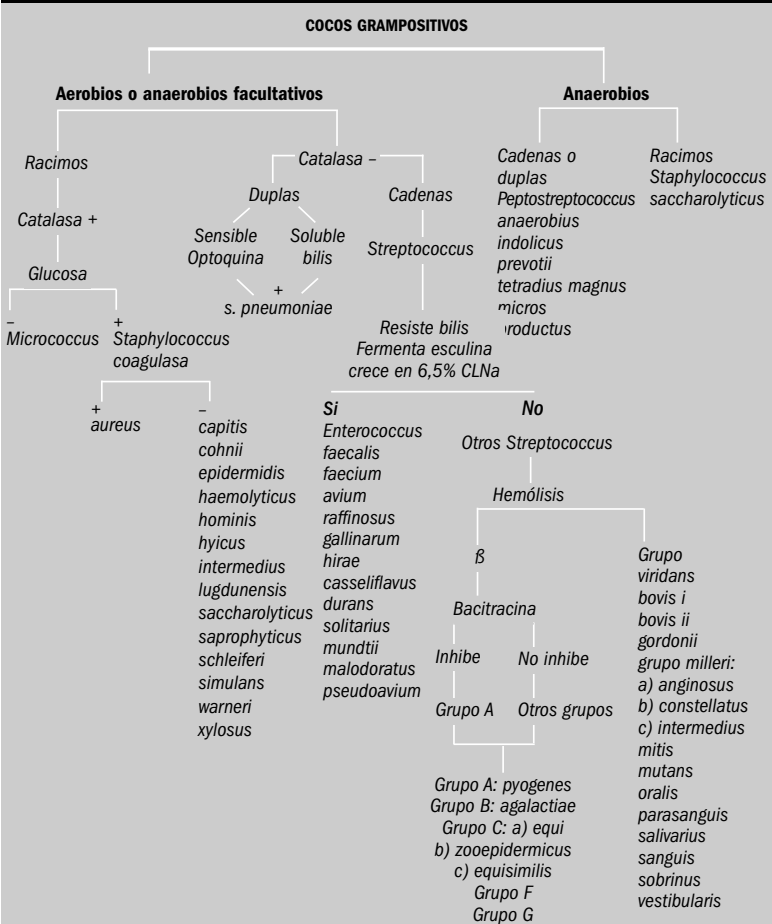 COCOS GRAMPOSITIVOS
Aerobios o anaerobios facultativos
Anaerobios
Racimos
Catalasa +
Glucosa
–
Micrococcus
+
Staphylococcus
coagulasa
+
aureus
–
capitis
cohnii
epidermidis
haemolyticus
hominis
hyicus
intermedius
lugdunensis
saccharolyticus
saprophyticus
schleiferi
simulans
warneri
xylosus
Catalasa –
Duplas
Sensible
Optoquina
Soluble
bilis
+
s. pneumoniae
Cadenas
Streptococcus
Resiste bilis
Fermenta esculina
crece en 6,5% CLNa
Si
Enterococcus
faecalis
faecium
avium
raffinosus
gallinarum
hirae
casseliflavus
durans
solitarius
mundtii
malodoratus
pseudoavium
No
Otros Streptococcus
Hemólisis
ß
Bacitracina
Inhibe
No inhibe
Grupo A
Otros grupos
Grupo A: pyogenes
Grupo B: agalactiae
Grupo C: a) equi
b) zooepidermicus
c) equisimilis
Grupo F
Grupo G
Grupo
viridans
bovis i
bovis ii
gordonii
grupo milleri:
a) anginosus
b) constellatus
c) intermedius
mitis
mutans
oralis
parasanguis
salivarius
sanguis
sobrinus
vestibularis
Cadenas o
duplas
Peptostreptococcus
anaerobius
indolicus
prevotii
tetradius magnus
micros
productus
Racimos
Staphylococcus
saccharolyticus